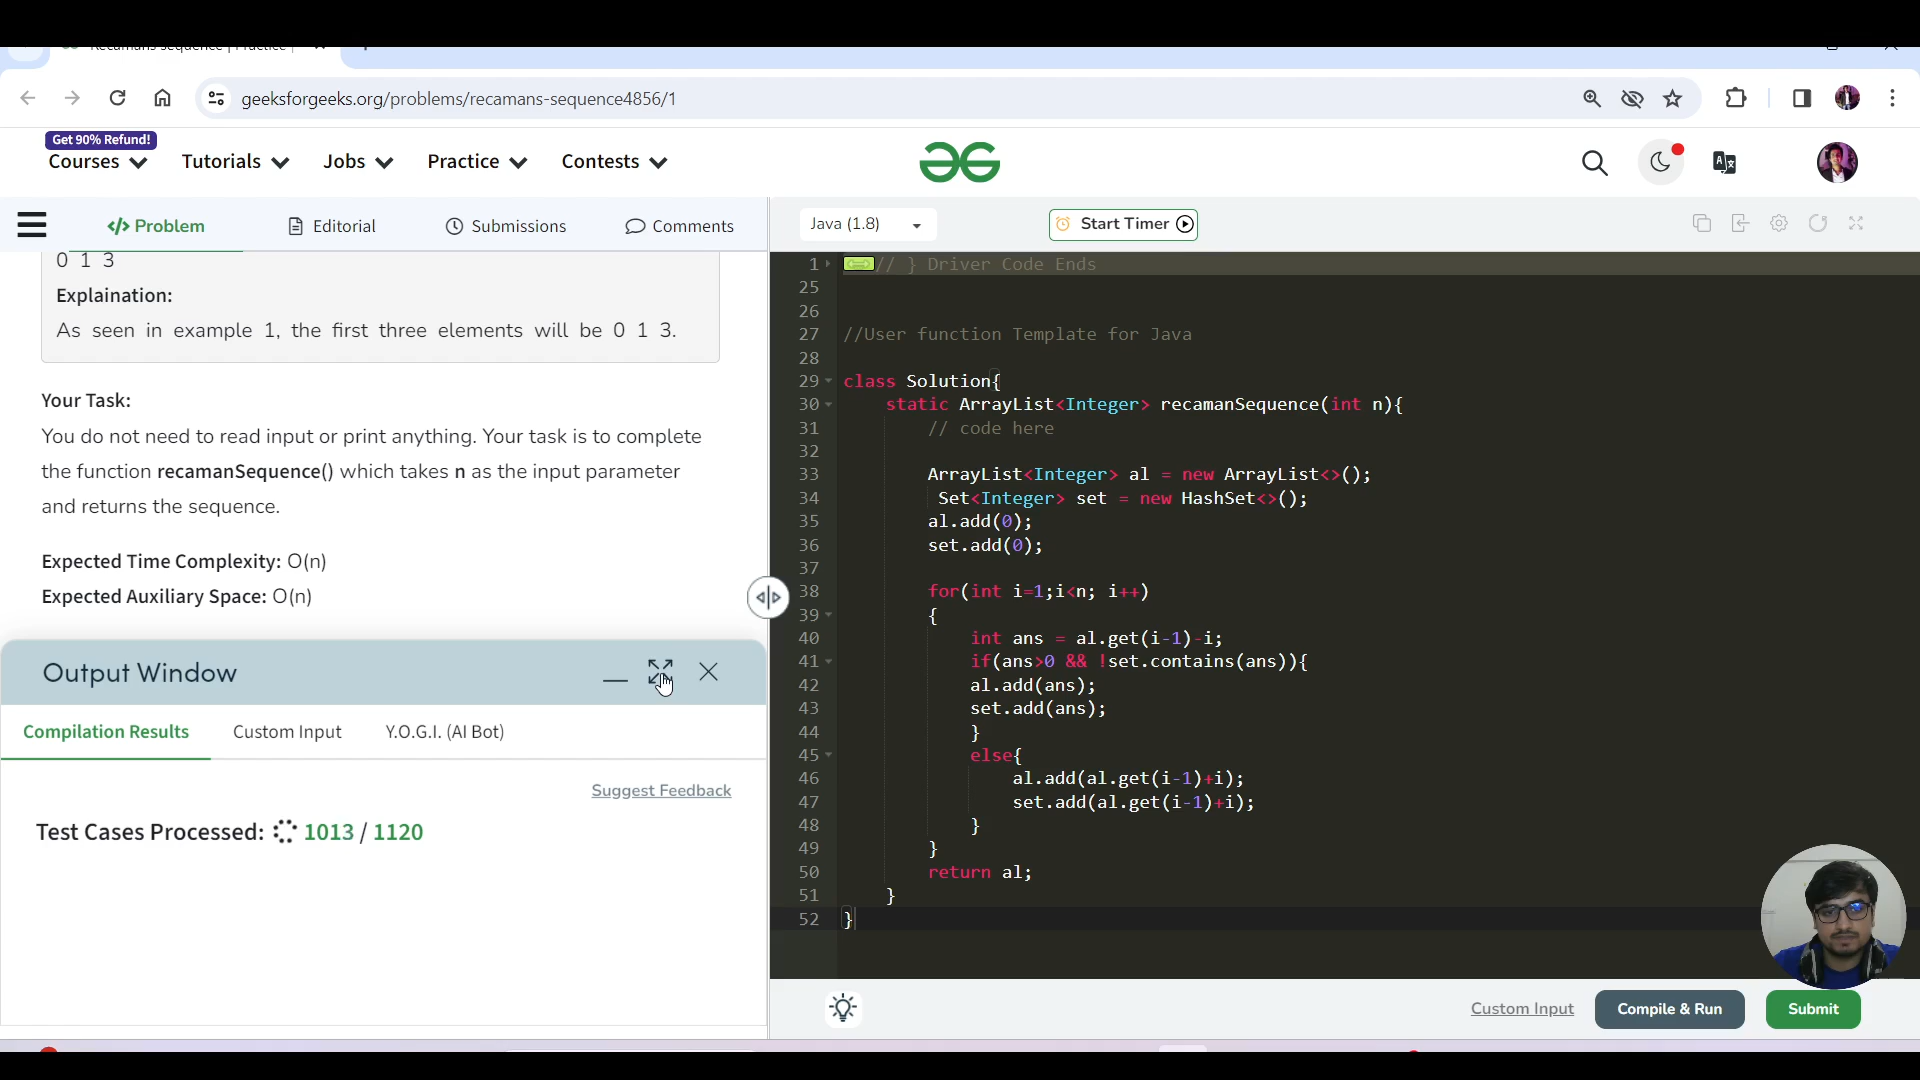 geeksforgeeks.org/problems/recamans-sequence4856/1
Get 90% Refund!
Courses Tutorials Jobs Practice Contests
Problem Editorial Submissions Comments
Java (1.8) Start Timer
0 1 3
Explaination:
As seen in example 1, the first three elements will be 0 1 3.
Your Task:
You do not need to read input or print anything. Your task is to complete
the function recamanSequence() which takes n as the input parameter
and returns the sequence.
Expected Time Complexity: O(n)
Expected Auxiliary Space: O(n)
Output Window
Compilation Results Custom Input Y.O.G.I. (AI Bot)
Suggest Feedback
Test Cases Processed: 1013 / 1120
1 // } Driver Code Ends
25
26
27 //User function Template for Java
28
29 class Solution{
30 static ArrayList<Integer> recamanSequence(int n){
31 // code here
32
33 ArrayList<Integer> al = new ArrayList<>();
34 Set<Integer> set = new HashSet<>();
35 al.add(0);
36 set.add(0);
37
38 for(int i=1;i<n; i++)
39 {
40 int ans = al.get(i-1)-i;
41 if(ans>0 && !set.contains(ans)){
42 al.add(ans);
43 set.add(ans);
44 }
45 else{
46 al.add(al.get(i-1)+i);
47 set.add(al.get(i-1)+i);
48 }
49 }
50 return al;
51 }
52 }
Custom Input Compile & Run Submit